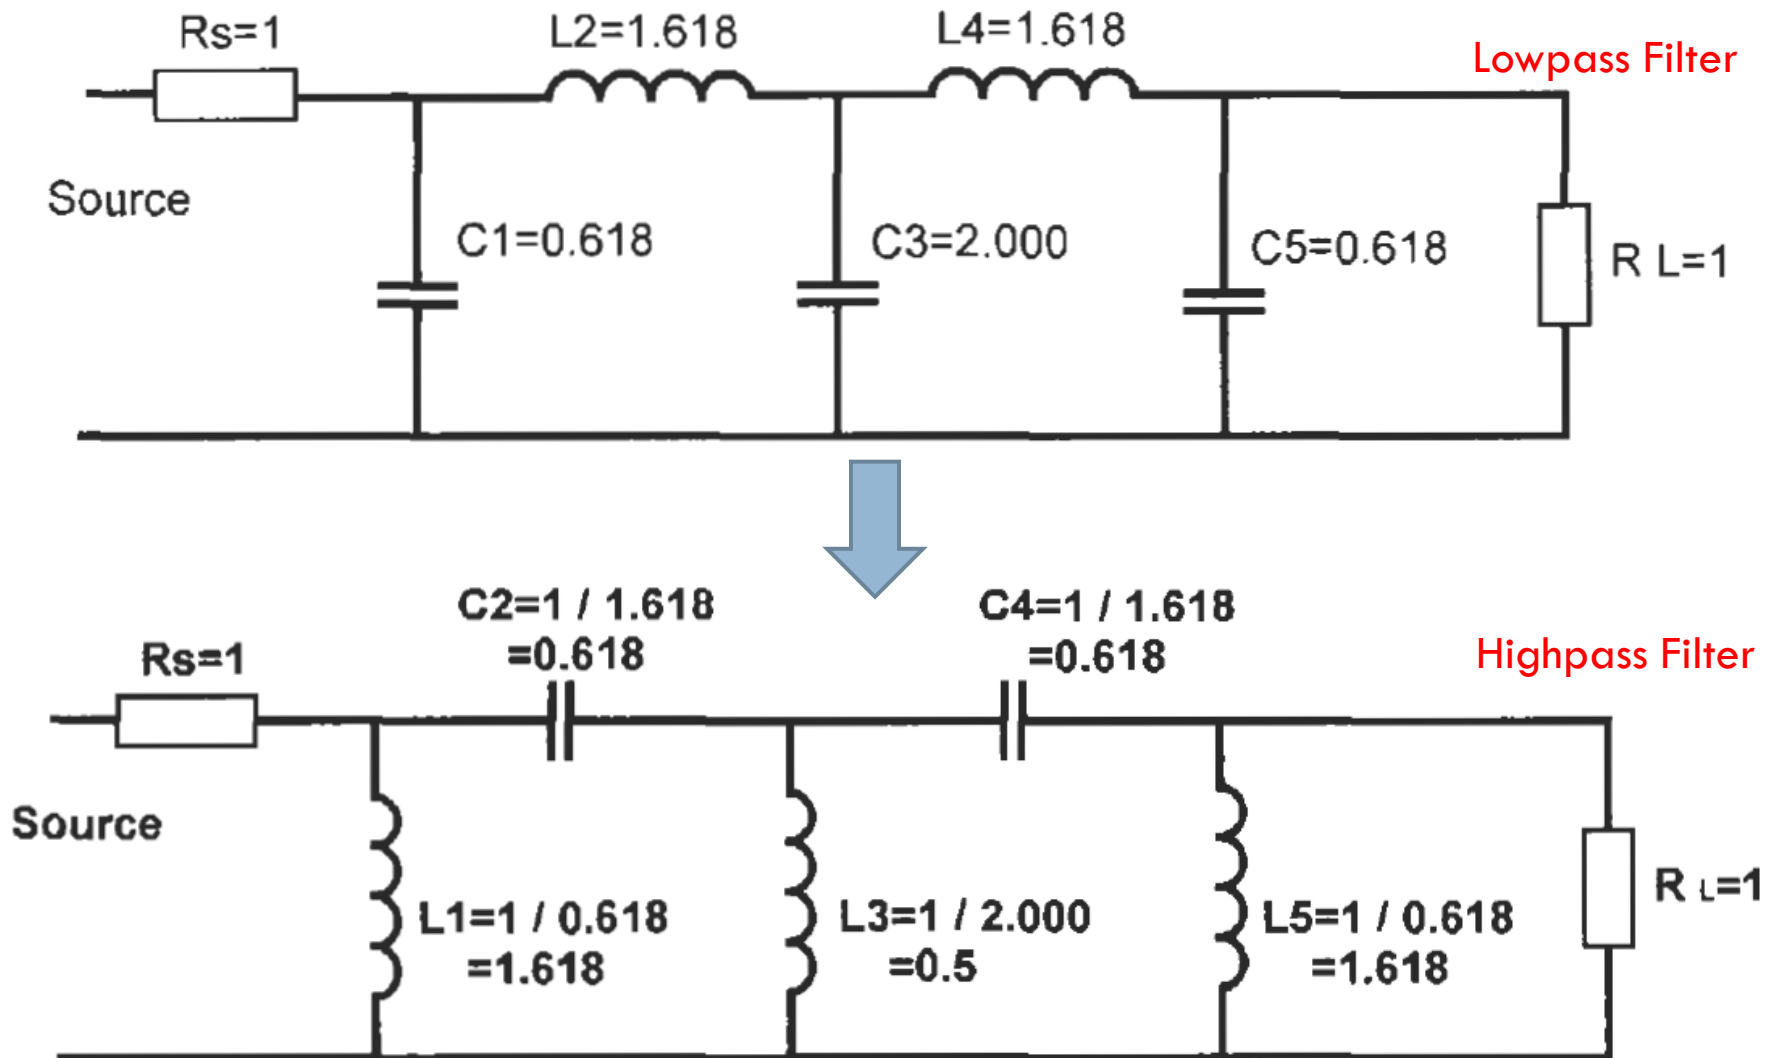 Rs=1
L2=1.618
L4=1.618
Lowpass Filter
Source
C1=0.618
C3=2.000
C5=0.618
R L=1
C2=1 / 1.618
=0.618
C4=1 / 1.618
=0.618
Rs=1
Highpass Filter
Source
L1=1 / 0.618
=1.618
L3=1 / 2.000
=0.5
L5=1 / 0.618
=1.618
R L=1